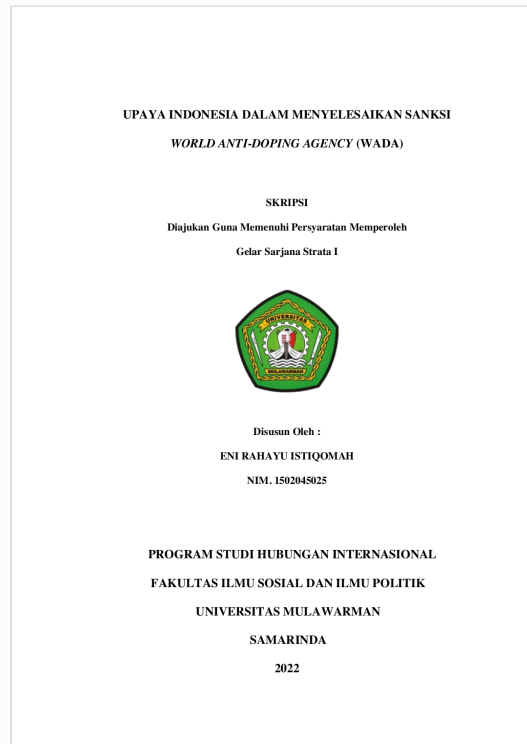 UPAYA INDONESIA DALAM MENYELESAIKAN SANKSI
WORLD ANTI-DOPING AGENCY (WADA)
SKRIPSI
Diajukan Guna Memenuhi Persyaratan Memperoleh
Gelar Sarjana Strata I
UNIVERSITAS
MULAWARMAN
Disusun Oleh :
ENI RAHAYU ISTIQOMAH
NIM. 1502045025
PROGRAM STUDI HUBUNGAN INTERNASIONAL
FAKULTAS ILMU SOSIAL DAN ILMU POLITIK
UNIVERSITAS MULAWARMAN
SAMARINDA
2022